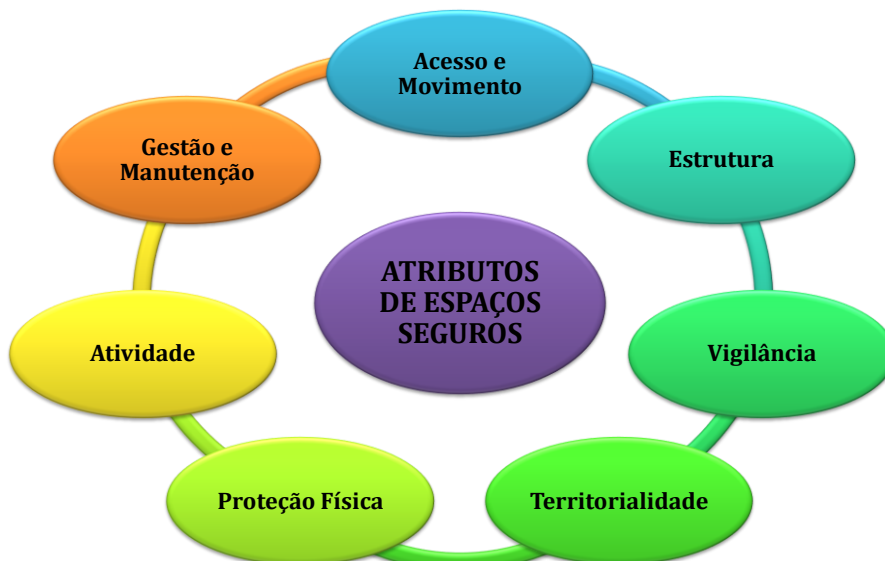 Acesso e
Movimento
Estrutura
Vigilância
Territorialidade
Proteção Física
Atividade
Gestão e
Manutenção
ATRIBUTOS
DE ESPAÇOS
SEGUROS